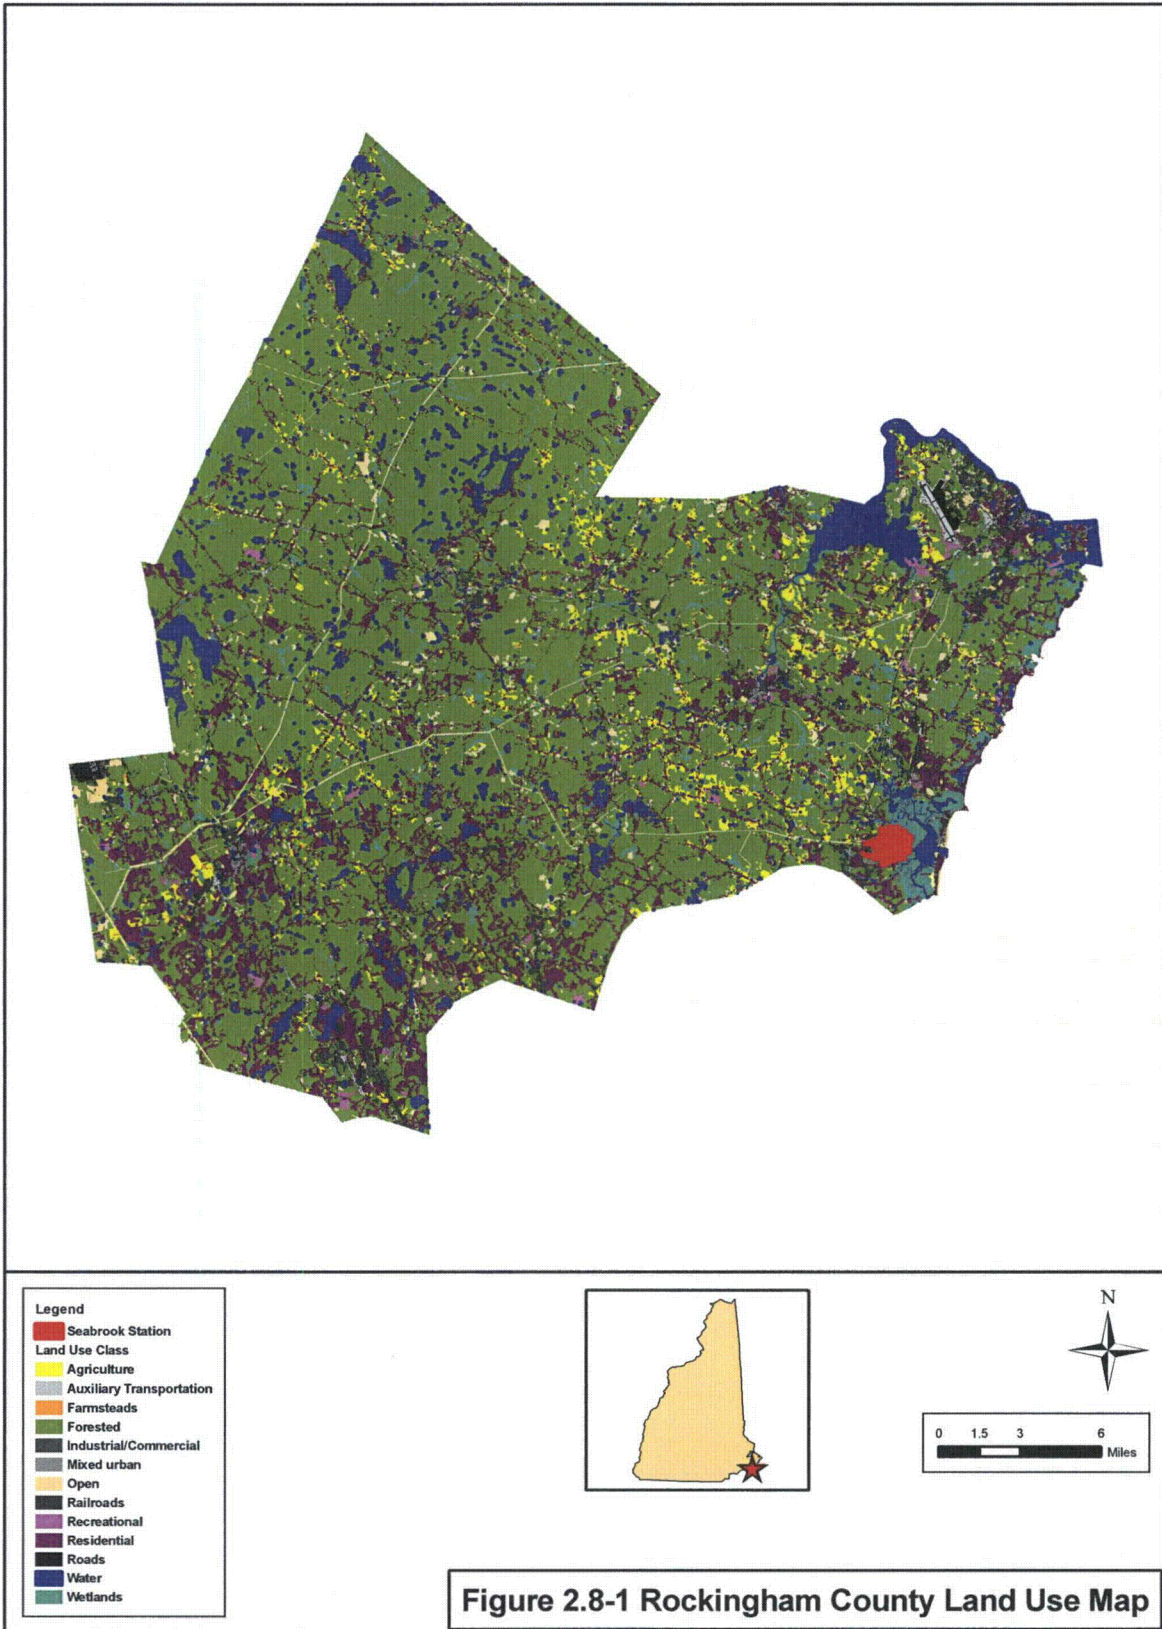 Legend
Seabrook Station
Land Use Class
Agriculture
Auxiliary Transportation
Farmsteads
Forested
Industrial/Commercial
Mixed urban
Open
Railroads
Recreational
Residential
Roads
Water
Wetlands
N
0 1.5 3 6
Miles
Figure 2.8-1 Rockingham County Land Use Map